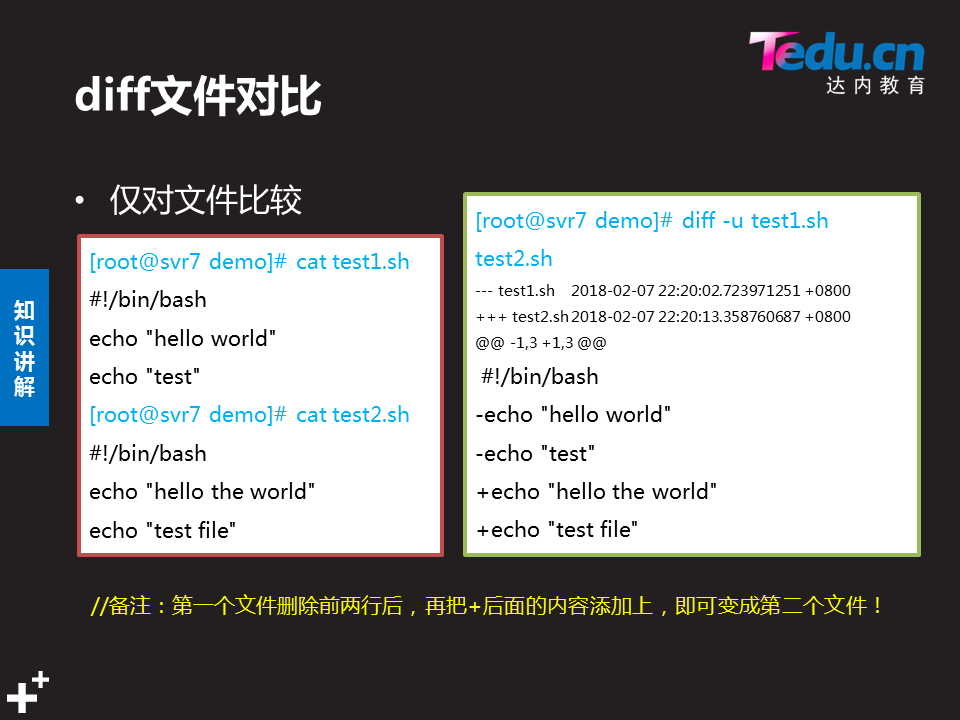 Tedu.cn
达内教育
diff文件对比
• 仅对文件比较
知识讲解
[root@svr7 demo]# cat test1.sh
#!/bin/bash
echo "hello world"
echo "test"
[root@svr7 demo]# cat test2.sh
#!/bin/bash
echo "hello the world"
echo "test file"
[root@svr7 demo]# diff -u test1.sh
test2.sh
--- test1.sh 2018-02-07 22:20:02.723971251 +0800
+++ test2.sh 2018-02-07 22:20:13.358760687 +0800
@@ -1,3 +1,3 @@
 #!/bin/bash
-echo "hello world"
-echo "test"
+echo "hello the world"
+echo "test file"
//备注：第一个文件删除前两行后，再把+后面的内容添加上，即可变成第二个文件！